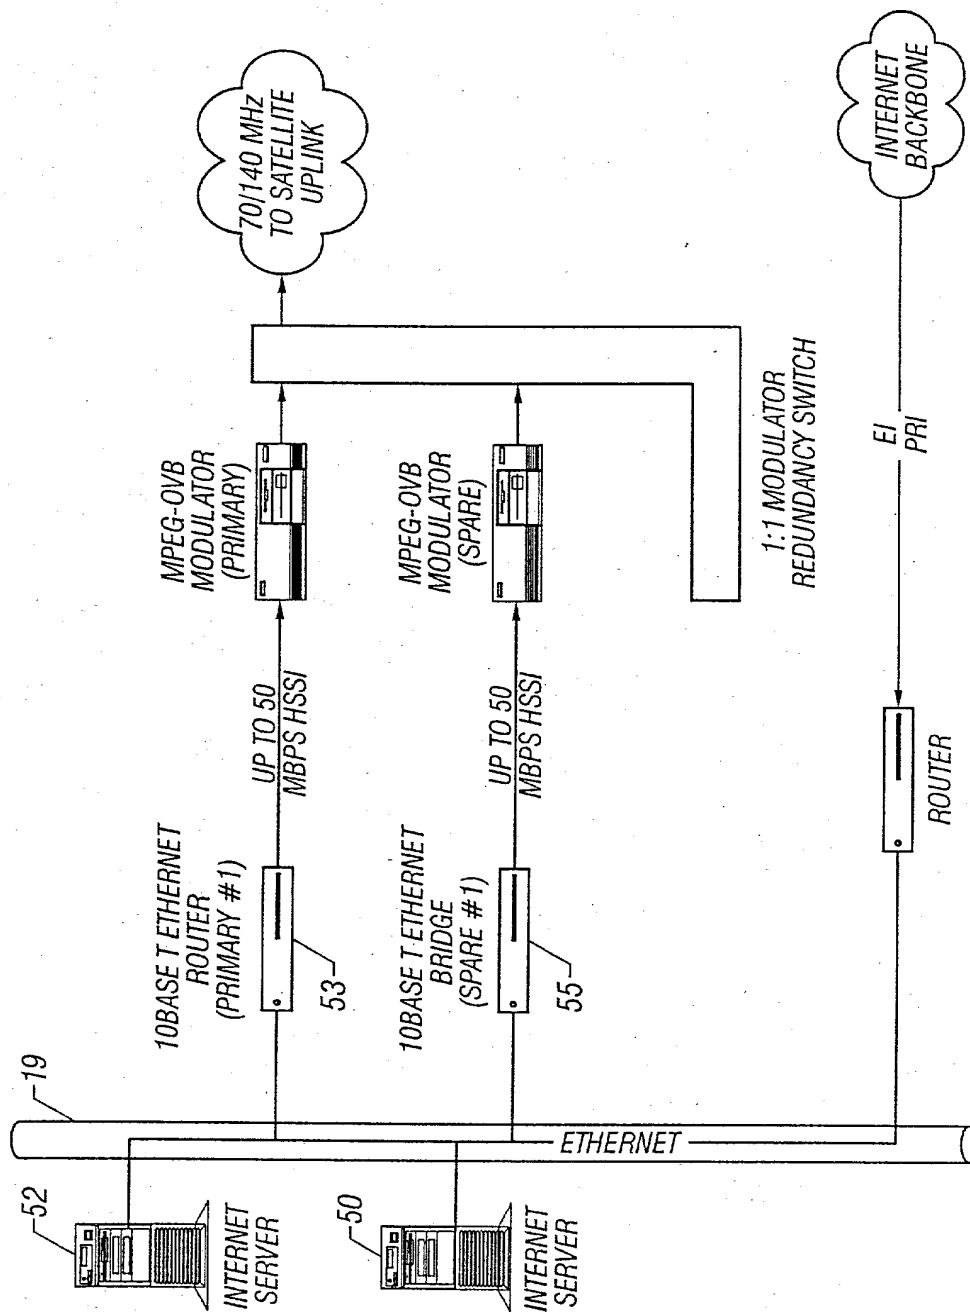 70/140 MHz
TO SATELLITE
UPLINK
INTERNET
BACKBONE
MPEG-OVB
MODULATOR
(PRIMARY)
MPEG-OVB
MODULATOR
(SPARE)
1:1 MODULATOR
REDUNDANCY SWITCH
EI
PRI
UP TO 50
MBPS HSSI
UP TO 50
MBPS HSSI
10BASE T ETHERNET
ROUTER
(PRIMARY #1)
53
10BASE T ETHERNET
BRIDGE
(SPARE #1)
55
ROUTER
19
ETHERNET
52
INTERNET
SERVER
50
INTERNET
SERVER